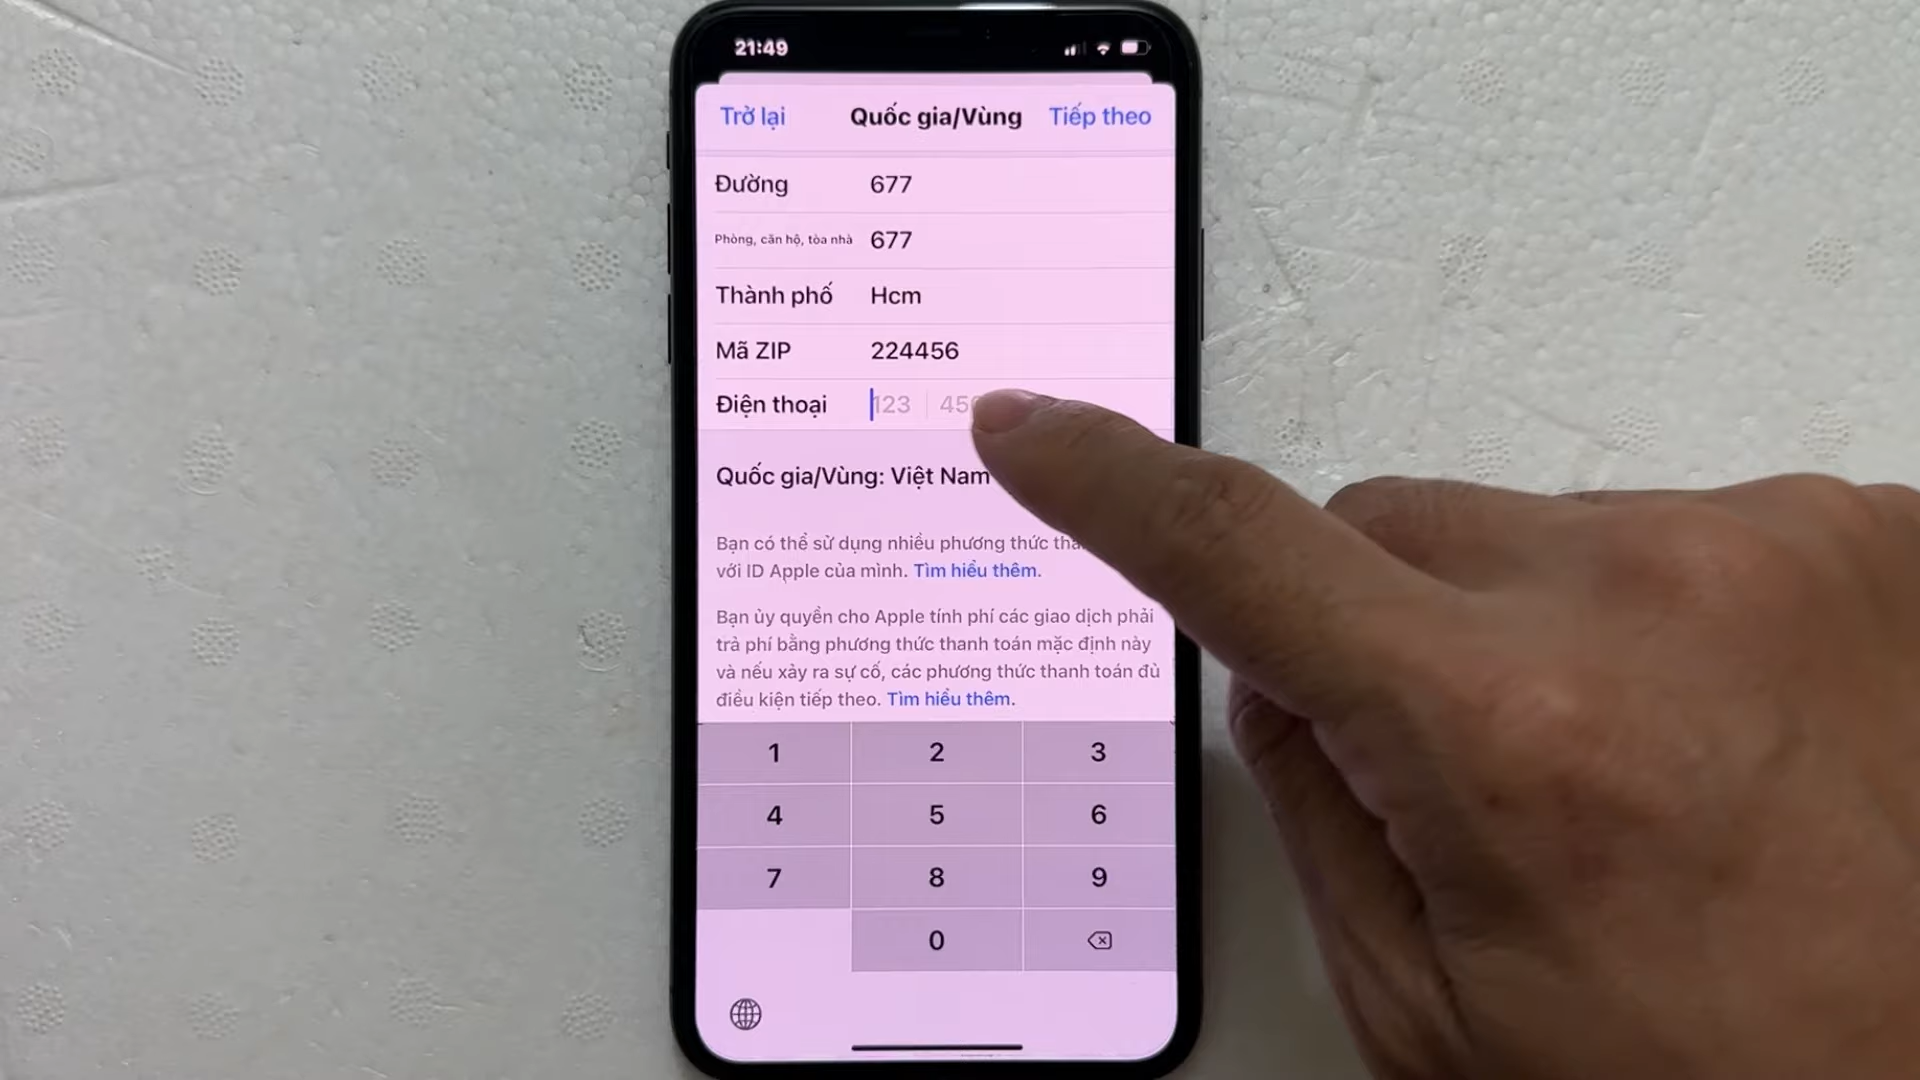 21:49
Trở lại Quốc gia/Vùng Tiếp theo
Đường 677
Phòng, căn hộ, tòa nhà 677
Thành phố Hcm
Mã ZIP 224456
Điện thoại 123
Quốc gia/Vùng: Việt Nam
Bạn có thể sử dụng nhiều phương thức
với ID Apple của mình. Tìm hiểu thêm.
Bạn ủy quyền cho Apple tính phí các giao dịch phải
trả phí bằng phương thức thanh toán mặc định này
và nếu xảy ra sự cố, các phương thức thanh toán đủ
điều kiện tiếp theo. Tìm hiểu thêm.
1 2 3
4 5 6
7 8 9
0